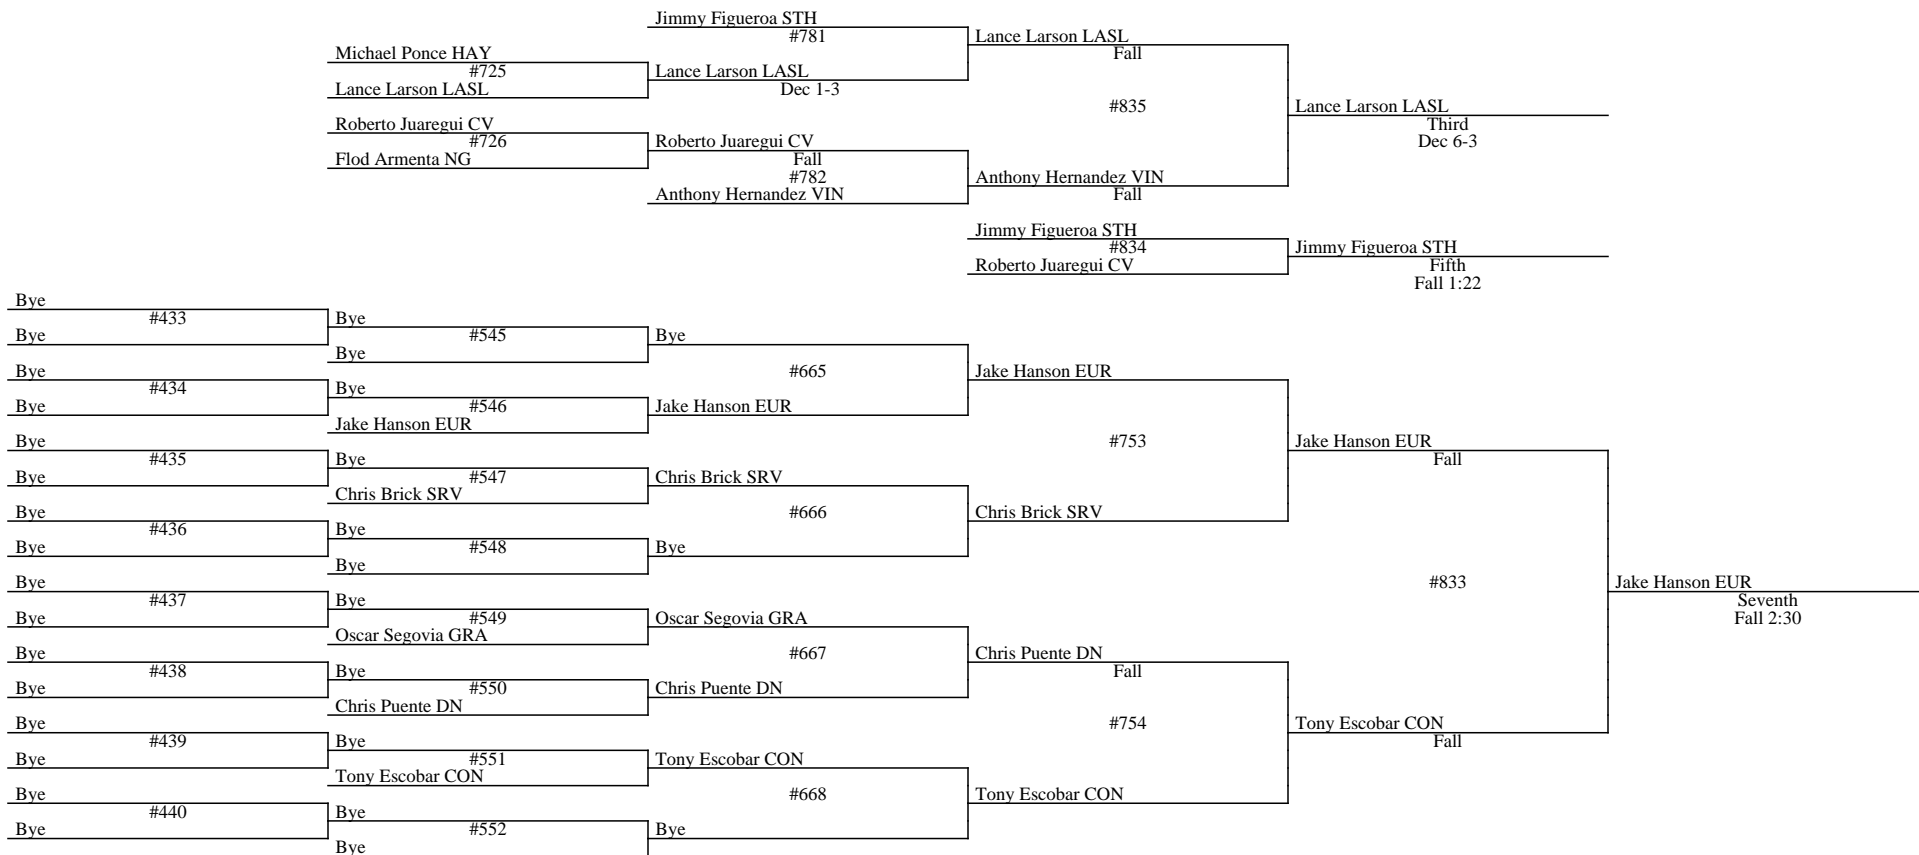 Jimmy Figueroa STH
#781
Lance Larson LASL
Fall
Michael Ponce HAY
#725
Lance Larson LASL
Lance Larson LASL
Dec 1-3
#835
Lance Larson LASL
Third
Dec 6-3
Roberto Juaregui CV
#726
Flod Armenta NG
Roberto Juaregui CV
Fall
#782
Anthony Hernandez VIN
Anthony Hernandez VIN
Fall
Jimmy Figueroa STH
#834
Roberto Juaregui CV
Jimmy Figueroa STH
Fifth
Fall 1:22
Bye
#433
Bye
Bye
#434
Bye
Bye
#435
Bye
Bye
#436
Bye
Bye
#437
Bye
Bye
#438
Bye
Bye
#439
Bye
Bye
#440
Bye
Bye
#545
Bye
Bye
#546
Jake Hanson EUR
Bye
#547
Chris Brick SRV
Bye
#548
Bye
Bye
#549
Oscar Segovia GRA
Bye
#550
Chris Puente DN
Bye
#551
Tony Escobar CON
Bye
#552
Bye
Bye
#665
Jake Hanson EUR
Chris Brick SRV
#666
Bye
Oscar Segovia GRA
#667
Chris Puente DN
Tony Escobar CON
#668
Bye
Jake Hanson EUR
#753
Chris Brick SRV
Chris Puente DN
Fall
#754
Tony Escobar CON
Jake Hanson EUR
Fall
#833
Tony Escobar CON
Fall
Jake Hanson EUR
Seventh
Fall 2:30